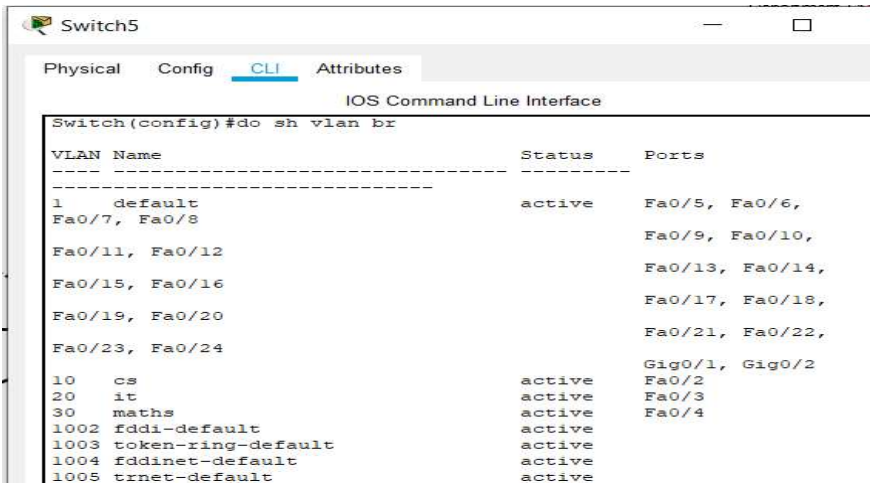 Switch5
Physical Config CLI Attributes
IOS Command Line Interface
Switch(config)#do sh vlan br
VLAN Name Status Ports
---- -------------------------------- --------- 
-------------------------------
1 default active Fa0/5, Fa0/6,
Fa0/7, Fa0/8
Fa0/9, Fa0/10,
Fa0/11, Fa0/12
Fa0/13, Fa0/14,
Fa0/15, Fa0/16
Fa0/17, Fa0/18,
Fa0/19, Fa0/20
Fa0/21, Fa0/22,
Fa0/23, Fa0/24
Gig0/1, Gig0/2
10 cs active Fa0/2
20 it active Fa0/3
30 maths active Fa0/4
1002 fddi-default active
1003 token-ring-default active
1004 fddinet-default active
1005 trnet-default active